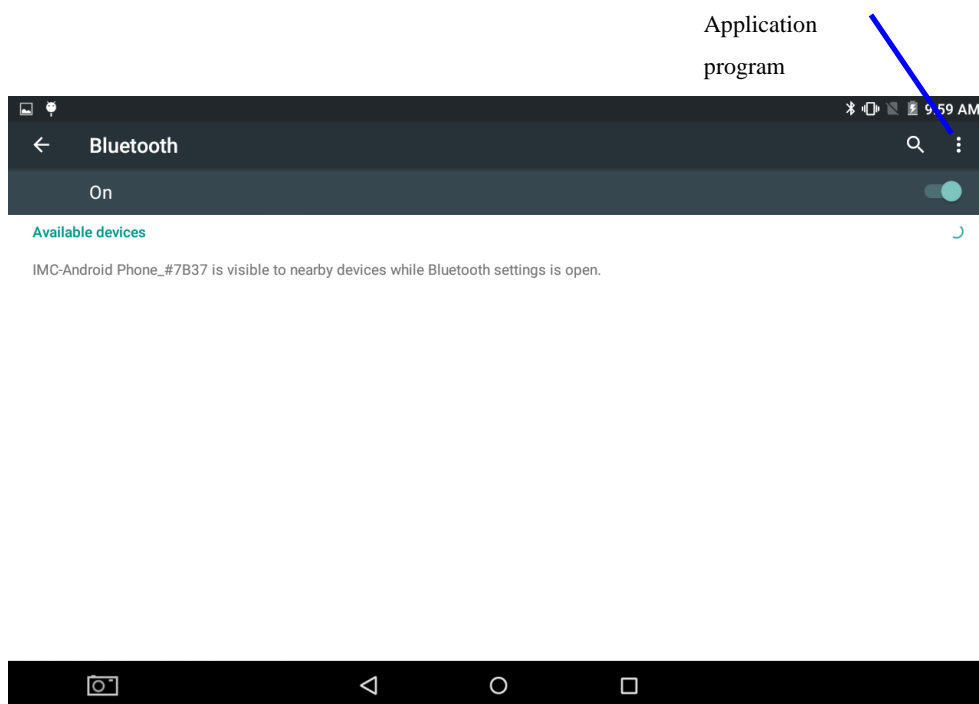 Application
program
9:59 AM
Bluetooth
On
Available devices
IMC-Android Phone_#7B37 is visible to nearby devices while Bluetooth settings is open.